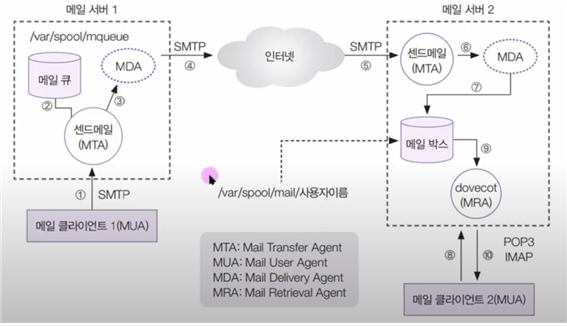 메일 서버 1
메일 서버 2
/var/spool/mqueue
메일 큐
MDA
②
③
센드메일
(MTA)
①
SMTP
메일 클라이언트 1(MUA)
SMTP
④
인터넷
SMTP
⑤
센드메일
(MTA)
⑥
MDA
⑦
메일 박스
⑨
dovecot
(MRA)
/var/spool/mail/사용자이름
⑧
⑩
POP3
IMAP
메일 클라이언트 2(MUA)
MTA: Mail Transfer Agent
MUA: Mail User Agent
MDA: Mail Delivery Agent
MRA: Mail Retrieval Agent